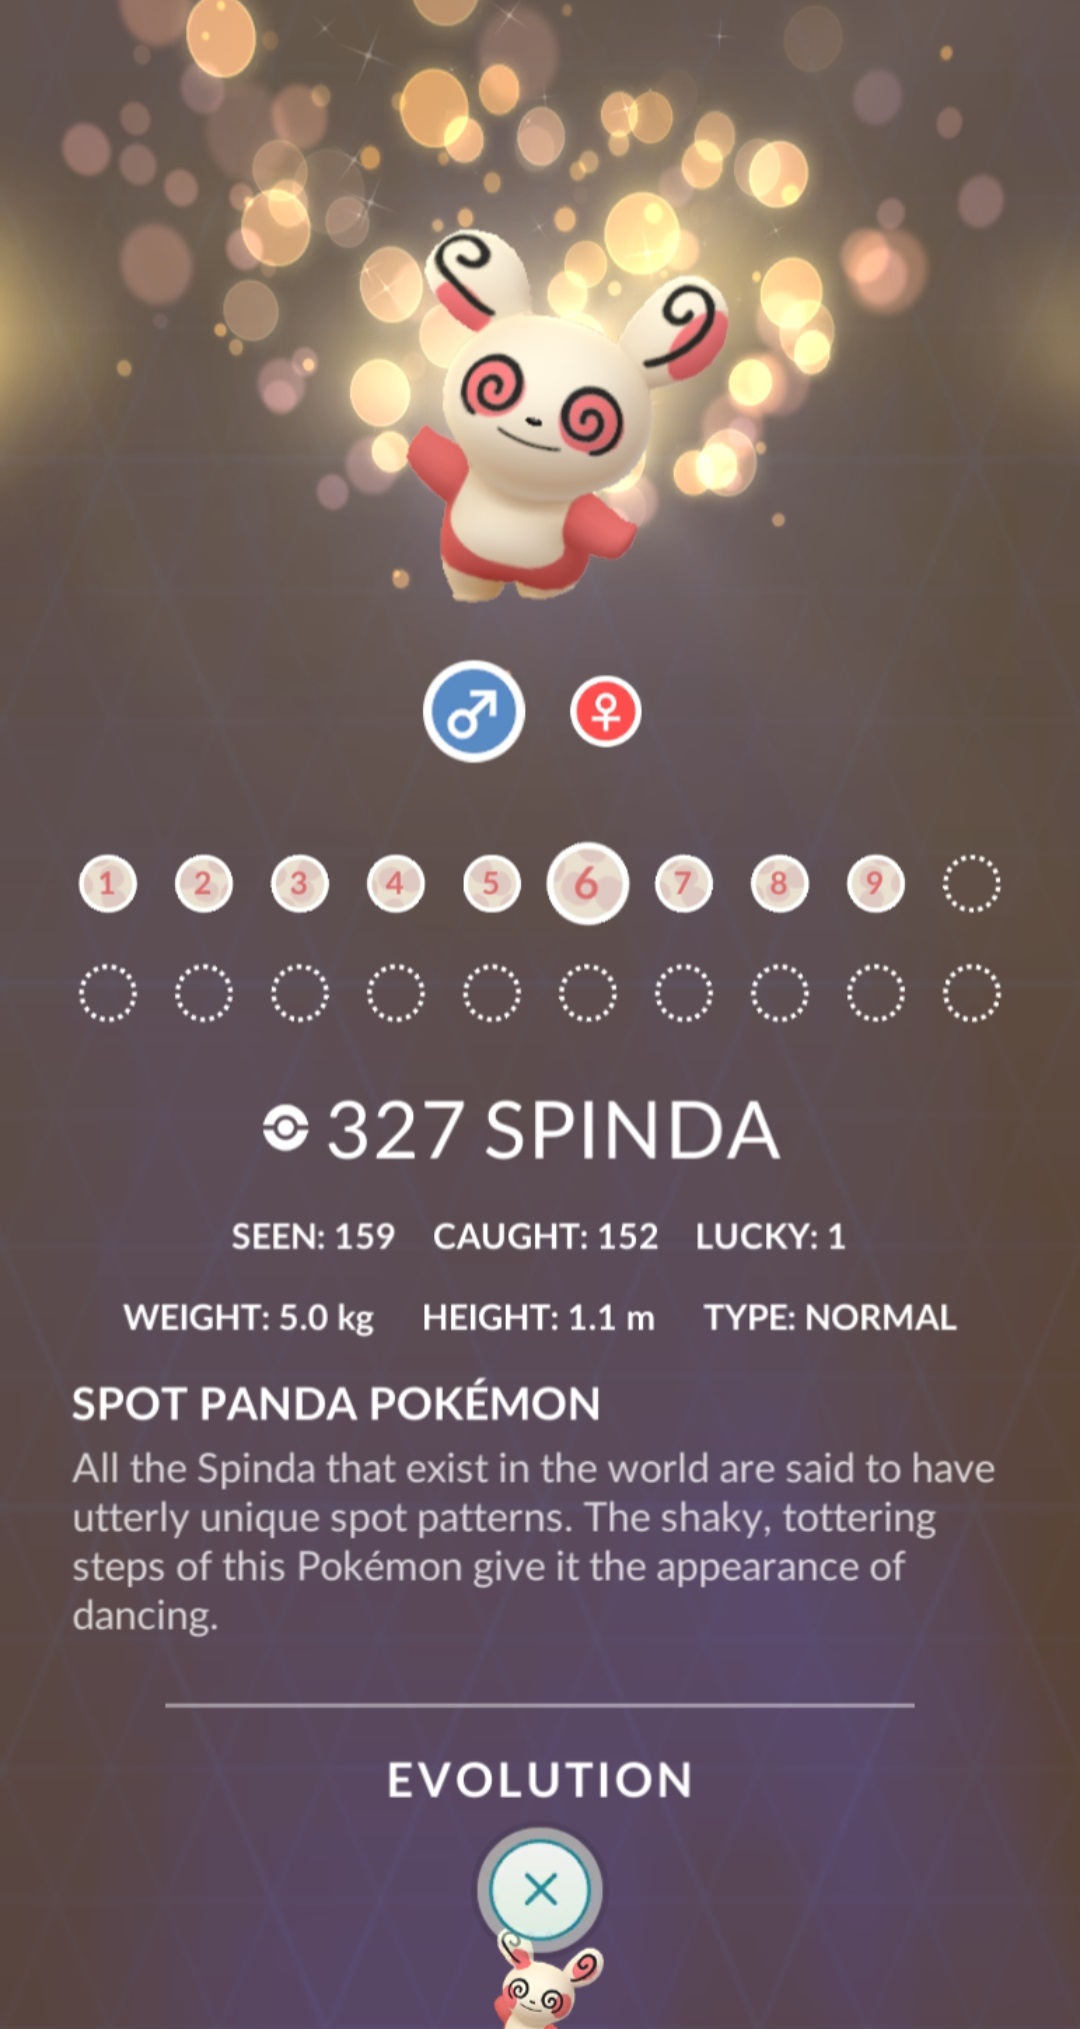 1 2 3 4 5 6 7 8 9
327 SPINDA
SEEN: 159 CAUGHT: 152 LUCKY: 1
WEIGHT: 5.0 kg HEIGHT: 1.1 m TYPE: NORMAL
SPOT PANDA POKÉMON
All the Spinda that exist in the world are said to have
utterly unique spot patterns. The shaky, tottering
steps of this Pokémon give it the appearance of
dancing.
EVOLUTION